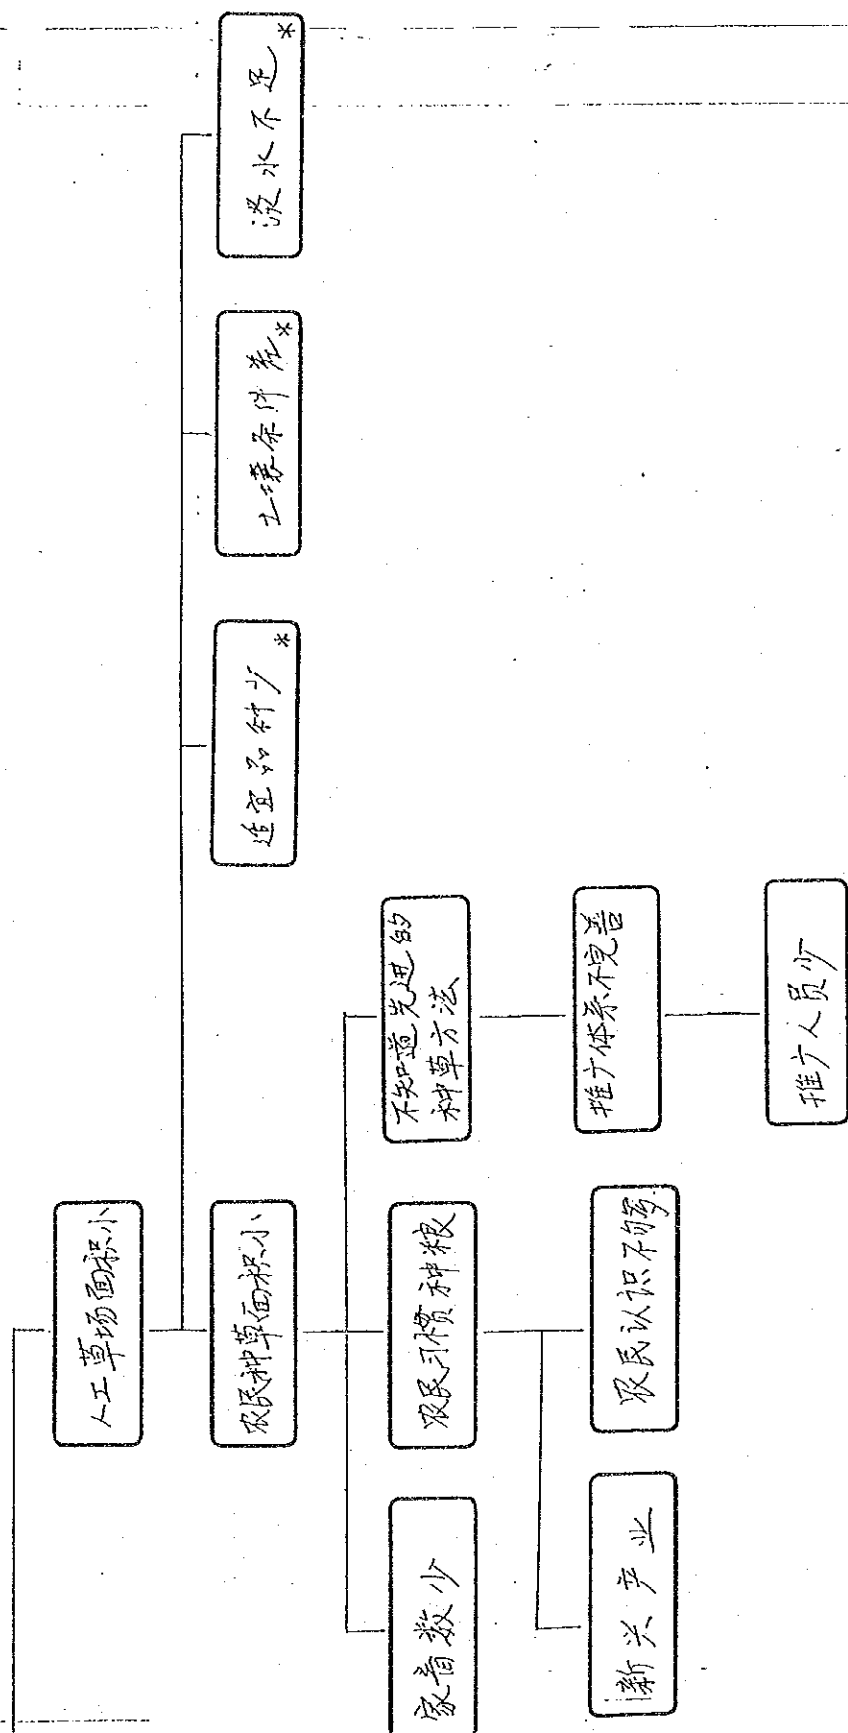 人工草场面积小
农民种草面积小
适宜品种少*
土壤条件差*
淡水不足*
家畜数少
农民习惯种粮
不知道先进的
种草方法
新兴产业
农民认识不够
推广体系不完善
推广人员少